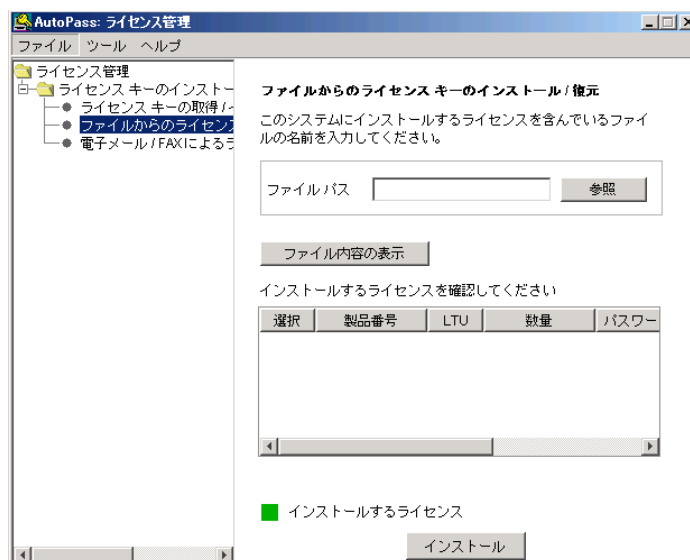 AutoPass: ライセンス管理
ファイル ツール ヘルプ
ライセンス管理
ライセンス キーのインストー
ライセンス キーの取得 /
ファイルからのライセン
電子メール / FAXによる
ファイルからのライセンス キーのインストール / 復元
このシステムにインストールするライセンスを含んでいるファイ
ルの名前を入力してください。
ファイル パス 参照
ファイル内容の表示
インストールするライセンスを確認してください
選択 製品番号 LTU 数量 パスワー
インストールするライセンス
インストール